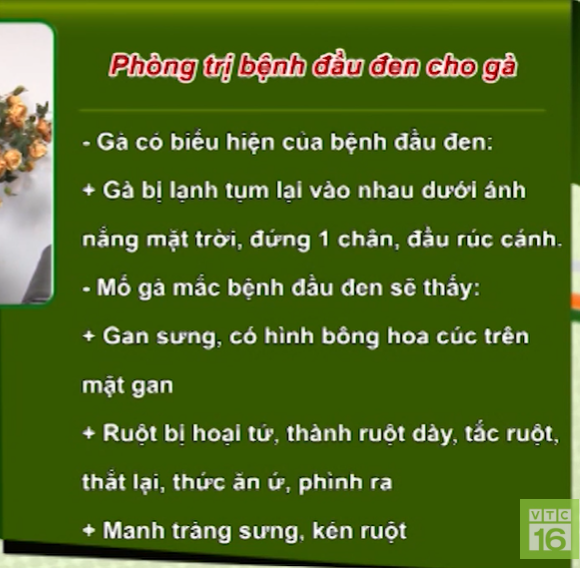 Phòng trị bệnh đầu đen cho gà
- Gà có biểu hiện của bệnh đầu đen:
+ Gà bị lạnh tụm lại vào nhau dưới ánh
nắng mặt trời, đứng 1 chân, đầu rúc cánh.
- Mổ gà mắc bệnh đầu đen sẽ thấy:
+ Gan sưng, có hình bông hoa cúc trên
mặt gan
+ Ruột bị hoại tử, thành ruột dày, tắc ruột,
thắt lại, thức ăn ứ, phình ra
+ Manh tràng sưng, kén ruột
VTC
16